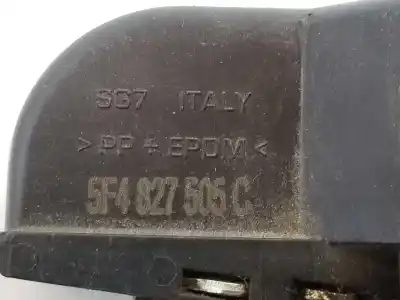 SG7 ITALY
>PP+EPDM<
5F4 827 505 C